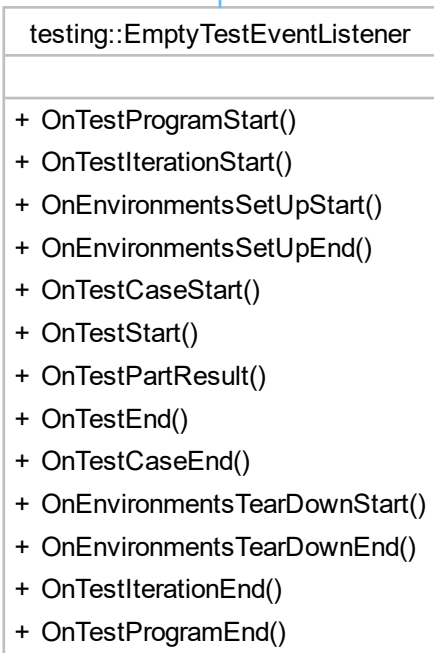 testing::EmptyTestEventListener
+ OnTestProgramStart()
+ OnTestIterationStart()
+ OnEnvironmentsSetUpStart()
+ OnEnvironmentsSetUpEnd()
+ OnTestCaseStart()
+ OnTestStart()
+ OnTestPartResult()
+ OnTestEnd()
+ OnTestCaseEnd()
+ OnEnvironmentsTearDownStart()
+ OnEnvironmentsTearDownEnd()
+ OnTestIterationEnd()
+ OnTestProgramEnd()